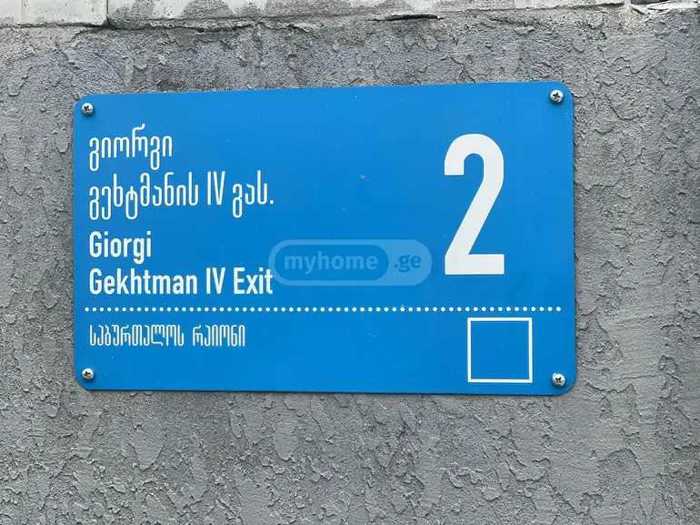 გიორგი
გეხტმანის IV გას.
Giorgi
Gekhtman IV Exit
2
myhome.ge
საბურთალოს რაიონი